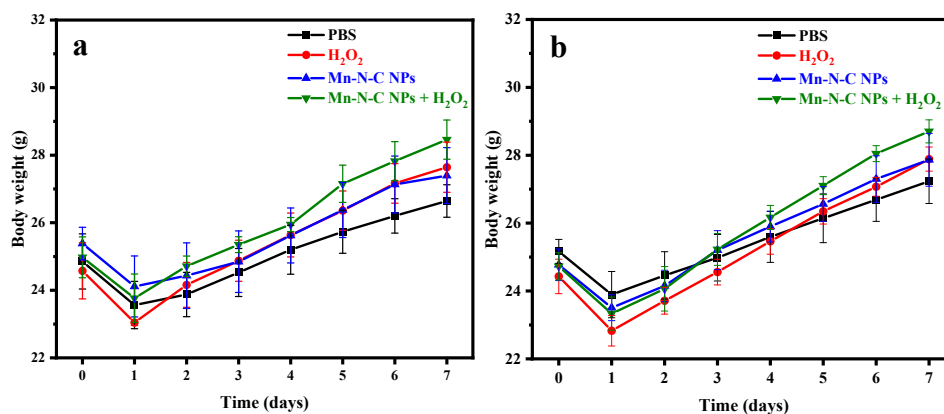 a
PBS
H₂O₂
Mn-N-C NPs
Mn-N-C NPs + H₂O₂
Body weight (g)
32
30
28
26
24
22
0 1 2 3 4 5 6 7
Time (days)
b
PBS
H₂O₂
Mn-N-C NPs
Mn-N-C NPs + H₂O₂
Body weight (g)
32
30
28
26
24
22
0 1 2 3 4 5 6 7
Time (days)